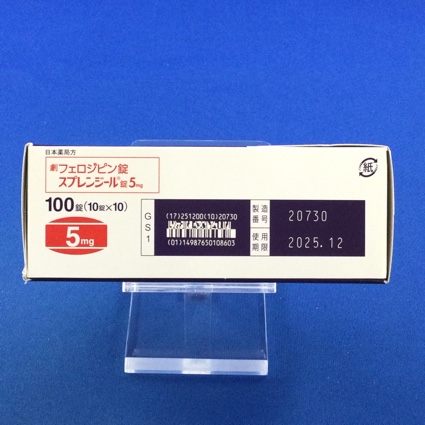 日本薬局方
劇 フェロジピン錠
スプレンジール®錠5mg
100錠(10錠×10)
5mg
GS1
(17)251200(10)20730
(01)14987650108603
製造番号 20730
使用期限 2025.12
紙